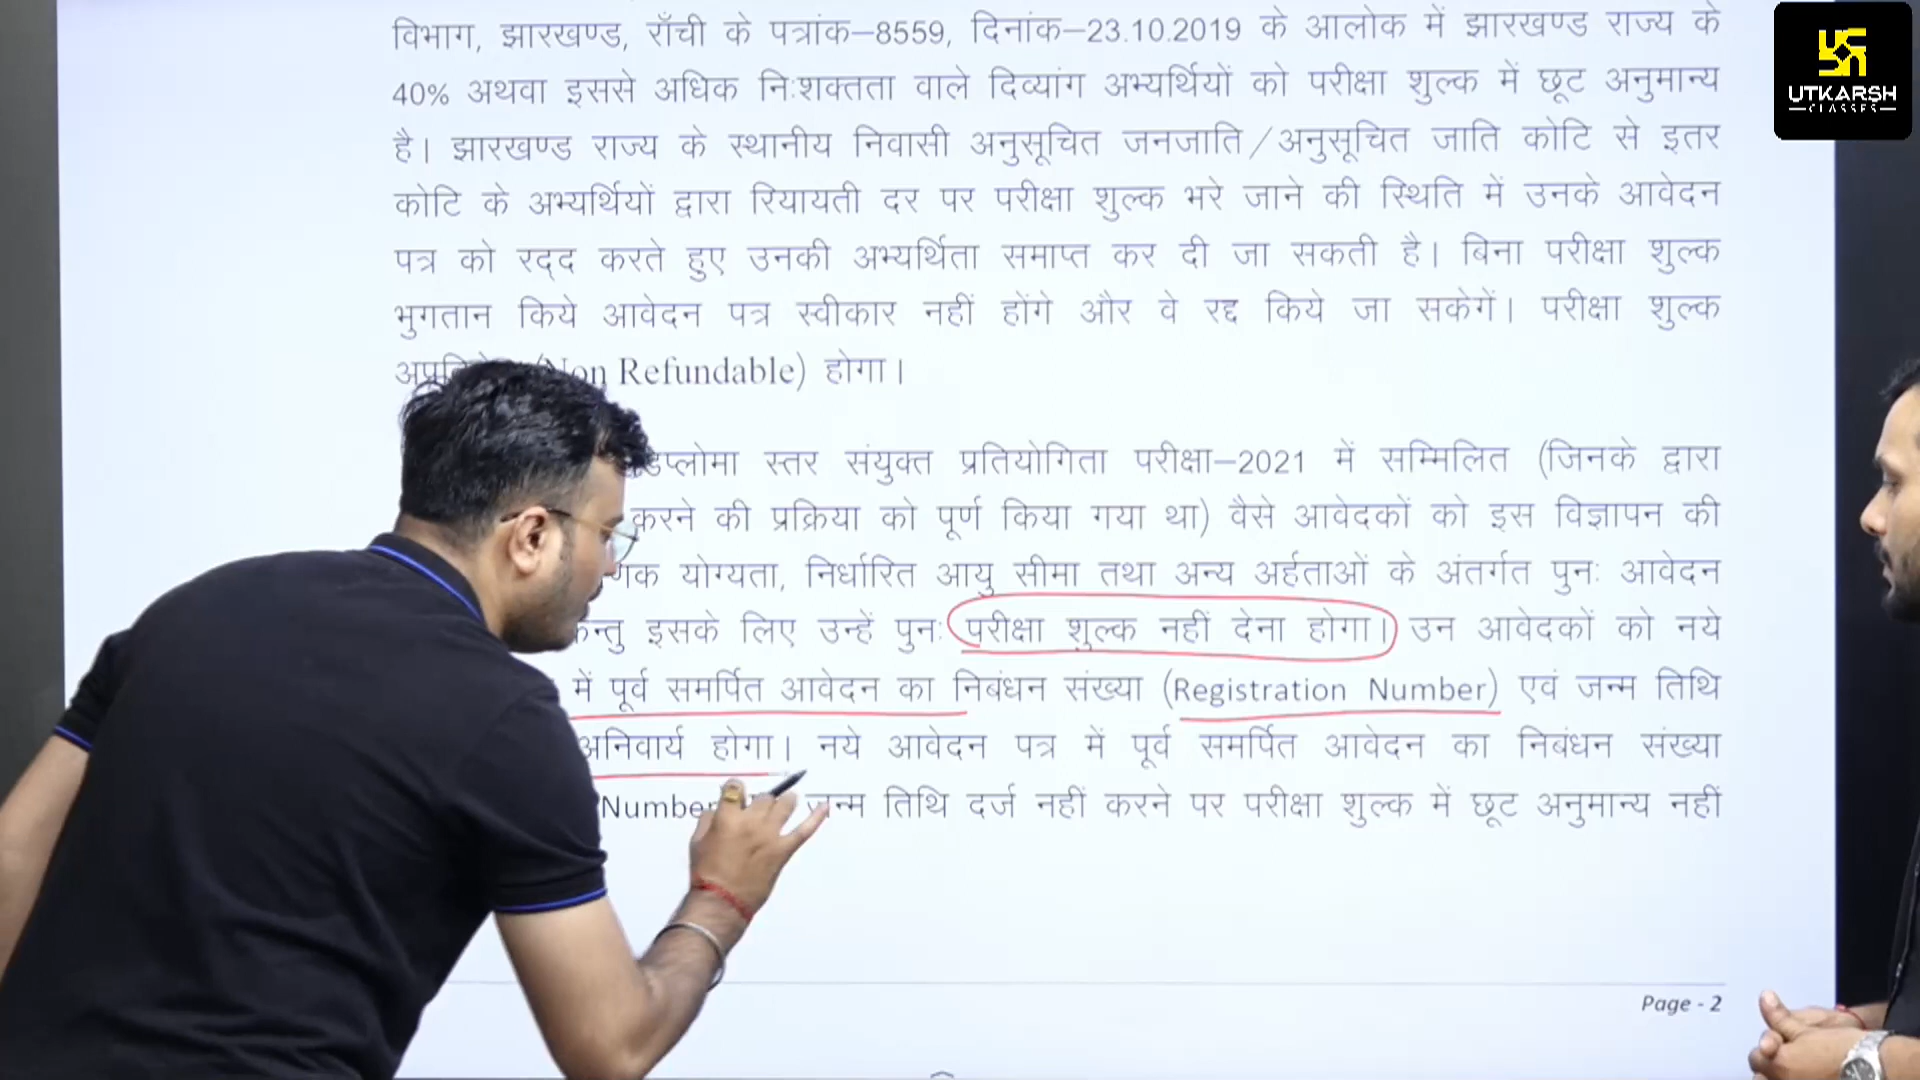 विभाग, झारखण्ड, राँची के पत्रांक–8559, दिनांक–23.10.2019 के आलोक में झारखण्ड राज्य के
40% अथवा इससे अधिक निःशक्तता वाले दिव्यांग अभ्यर्थियों को परीक्षा शुल्क में छूट अनुमान्य
है। झारखण्ड राज्य के स्थानीय निवासी अनुसूचित जनजाति/अनुसूचित जाति कोटि से इतर
कोटि के अभ्यर्थियों द्वारा रियायती दर पर परीक्षा शुल्क भरे जाने की स्थिति में उनके आवेदन
पत्र को रद्द करते हुए उनकी अभ्यर्थिता समाप्त कर दी जा सकती है। बिना परीक्षा शुल्क
भुगतान किये आवेदन पत्र स्वीकार नहीं होंगे और वे रद्द किये जा सकेगें। परीक्षा शुल्क
Refundable) होगा।
स्तर संयुक्त प्रतियोगिता परीक्षा–2021 में सम्मिलित (जिनके द्वारा
करने की प्रक्रिया को पूर्ण किया गया था) वैसे आवेदकों को इस विज्ञापन की
योग्यता, निर्धारित आयु सीमा तथा अन्य अर्हताओं के अंतर्गत पुनः आवेदन
इसके लिए उन्हें पुनः परीक्षा शुल्क नहीं देना होगा। उन आवेदकों को नये
में पूर्व समर्पित आवेदन का निबंधन संख्या (Registration Number) एवं जन्म तिथि
अनिवार्य होगा। नये आवेदन पत्र में पूर्व समर्पित आवेदन का निबंधन संख्या
तिथि दर्ज नहीं करने पर परीक्षा शुल्क में छूट अनुमान्य नहीं
Page - 2
UTKARSH
CLASSES